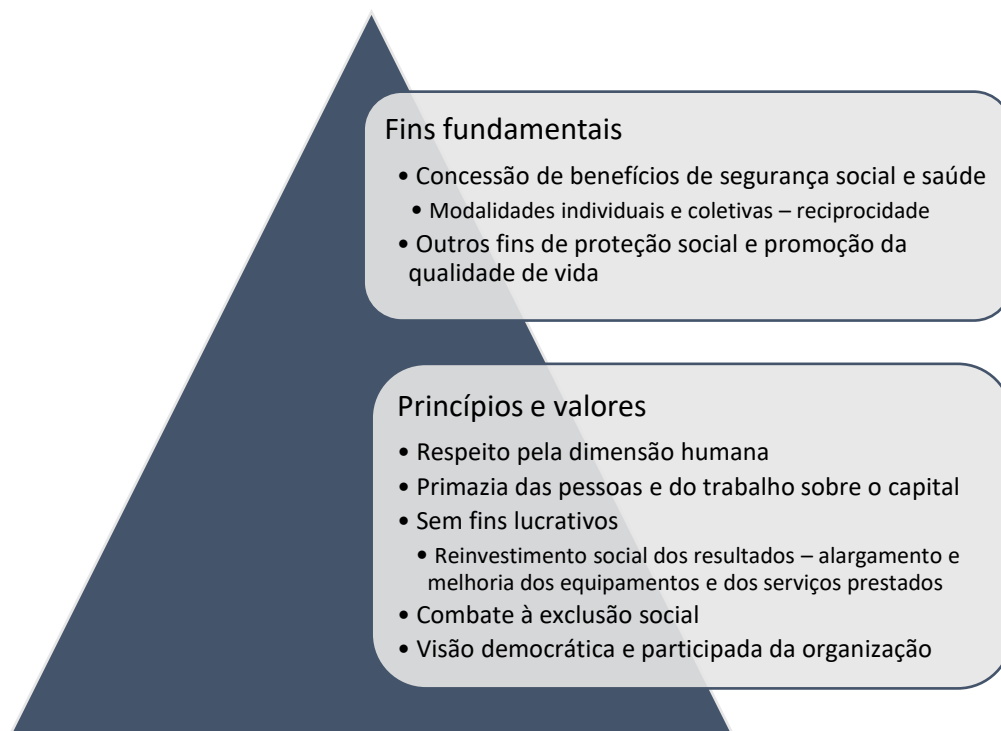 Fins fundamentais
• Concessão de benefícios de segurança social e saúde
• Modalidades individuais e coletivas – reciprocidade
• Outros fins de proteção social e promoção da
qualidade de vida
Princípios e valores
• Respeito pela dimensão humana
• Primazia das pessoas e do trabalho sobre o capital
• Sem fins lucrativos
• Reinvestimento social dos resultados – alargamento e
melhoria dos equipamentos e dos serviços prestados
• Combate à exclusão social
• Visão democrática e participada da organização